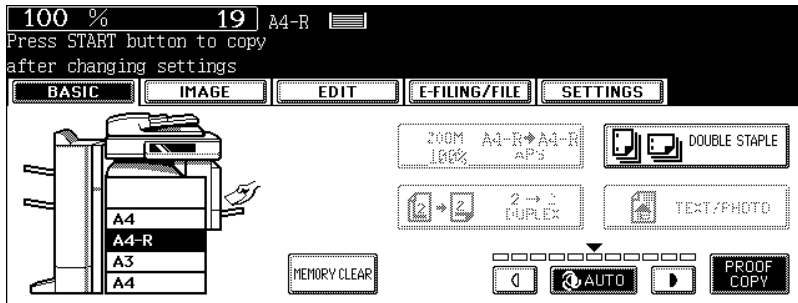 100 % 19 A4-R
Press START button to copy
after changing settings
BASIC IMAGE EDIT E-FILING/FILE SETTINGS
ZOOM A4-R→A4-R
100% APS
DOUBLE STAPLE
2→2 2→2
DUPLEX
TEXT/PHOTO
A4
A4-R
A3
A4
MEMORY CLEAR
AUTO
PROOF
COPY